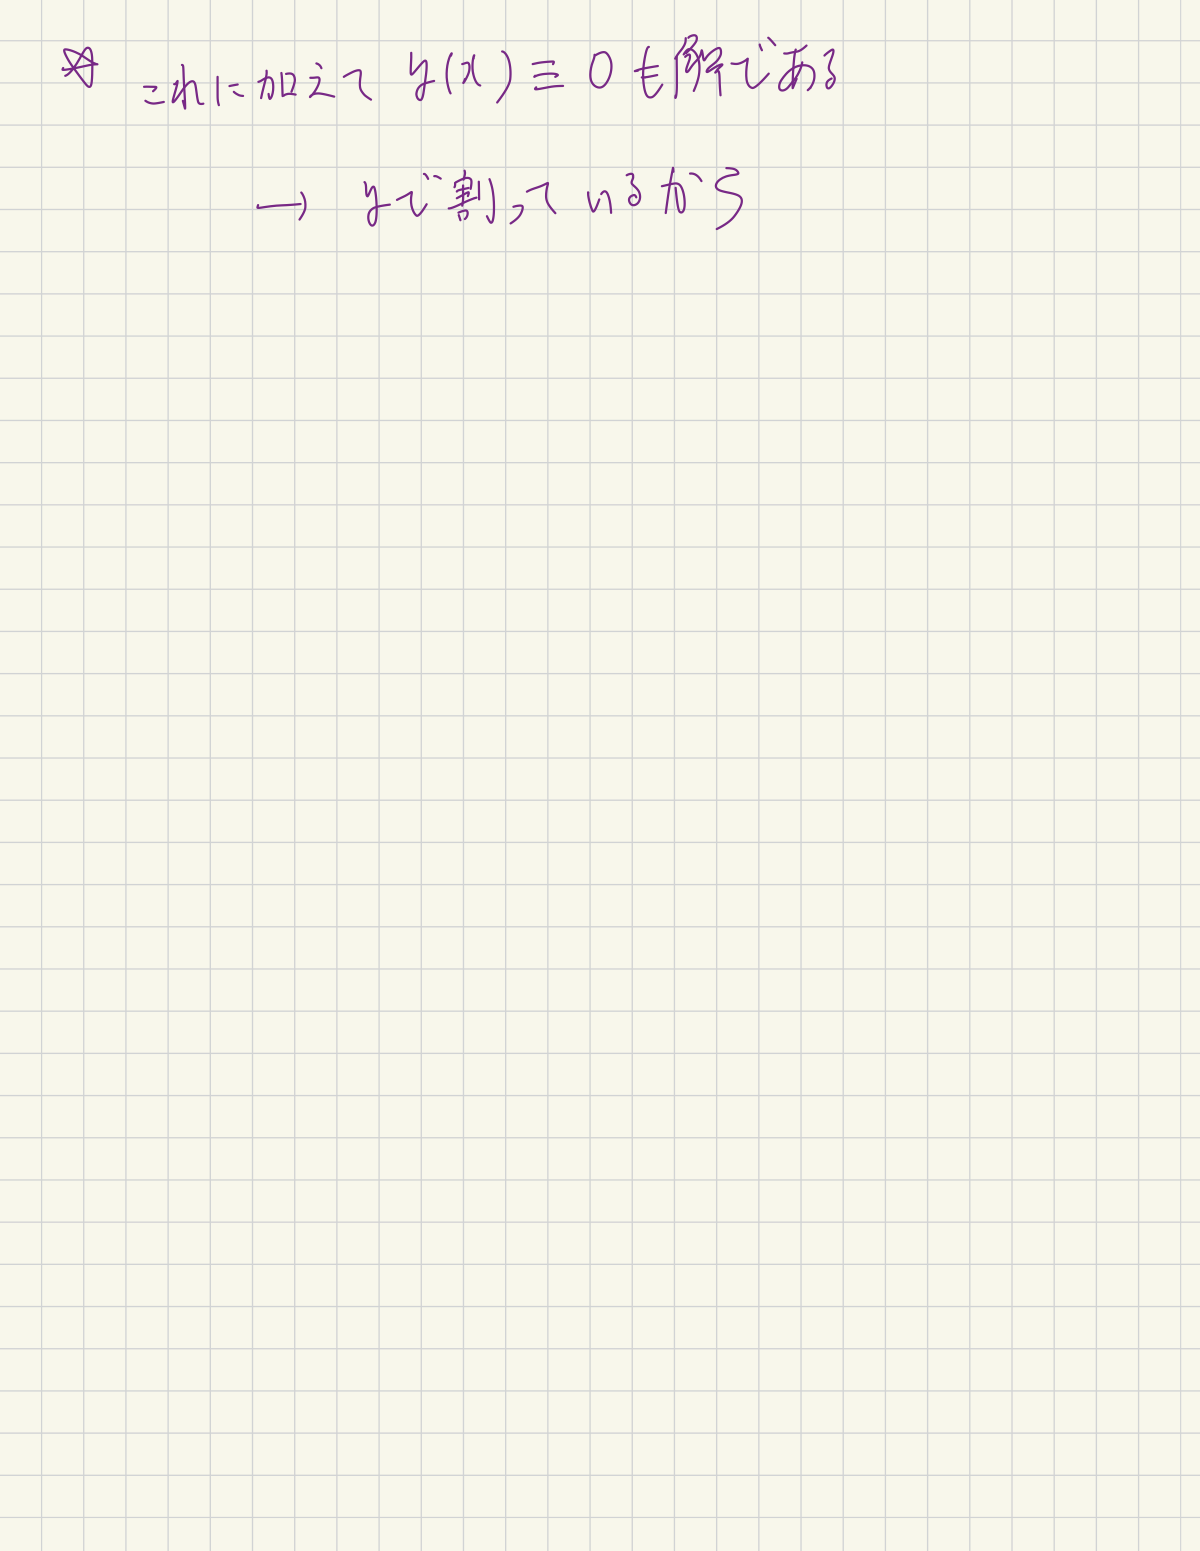 ☆ これに加えて y(x) ≡ 0 も解である
→ yで割っているから